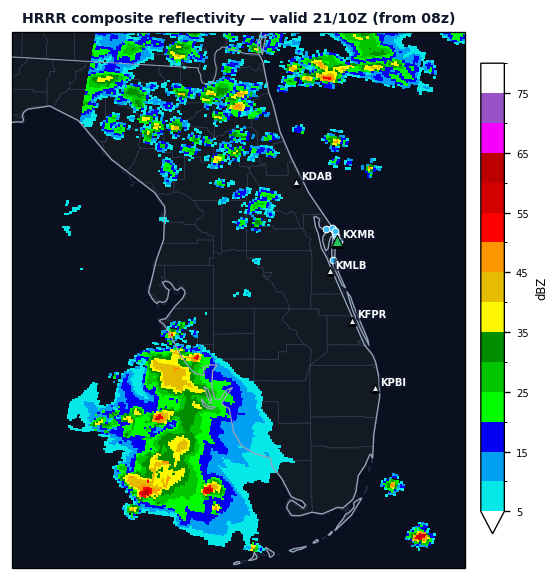 HRRR composite reflectivity — valid 21/10Z (from 08z)
KDAB
KXMR
KMLB
KFPR
KPBI
75
65
55
45
35
25
15
5
dBZ